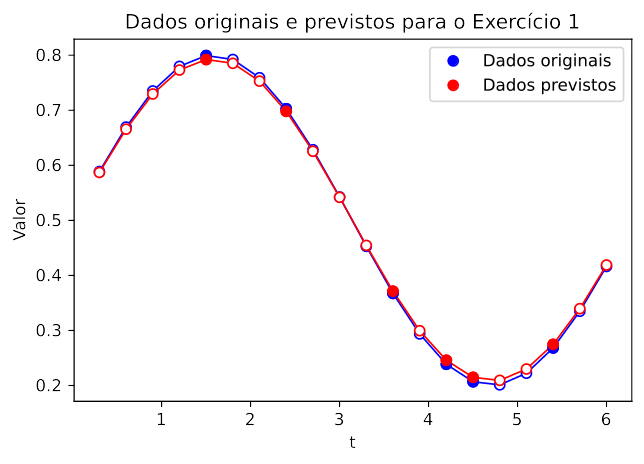 Dados originais e previstos para o Exercício 1
Dados originais
Dados previstos
0.8
0.7
0.6
0.5
0.4
0.3
0.2
Valor
1 2 3 4 5 6
t